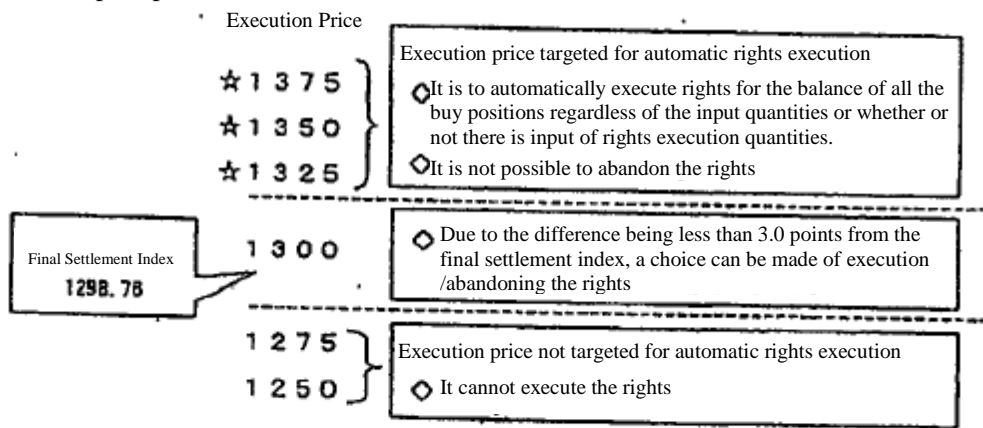 Execution Price
☆1375
☆1350
☆1325
Execution price targeted for automatic rights execution
◇It is to automatically execute rights for the balance of all the
buy positions regardless of the input quantities or whether or
not there is input of rights execution quantities.
◇It is not possible to abandon the rights
Final Settlement Index
1298.76
1300
◇ Due to the difference being less than 3.0 points from the
final settlement index, a choice can be made of execution
/abandoning the rights
1275
1250
Execution price not targeted for automatic rights execution
◇ It cannot execute the rights